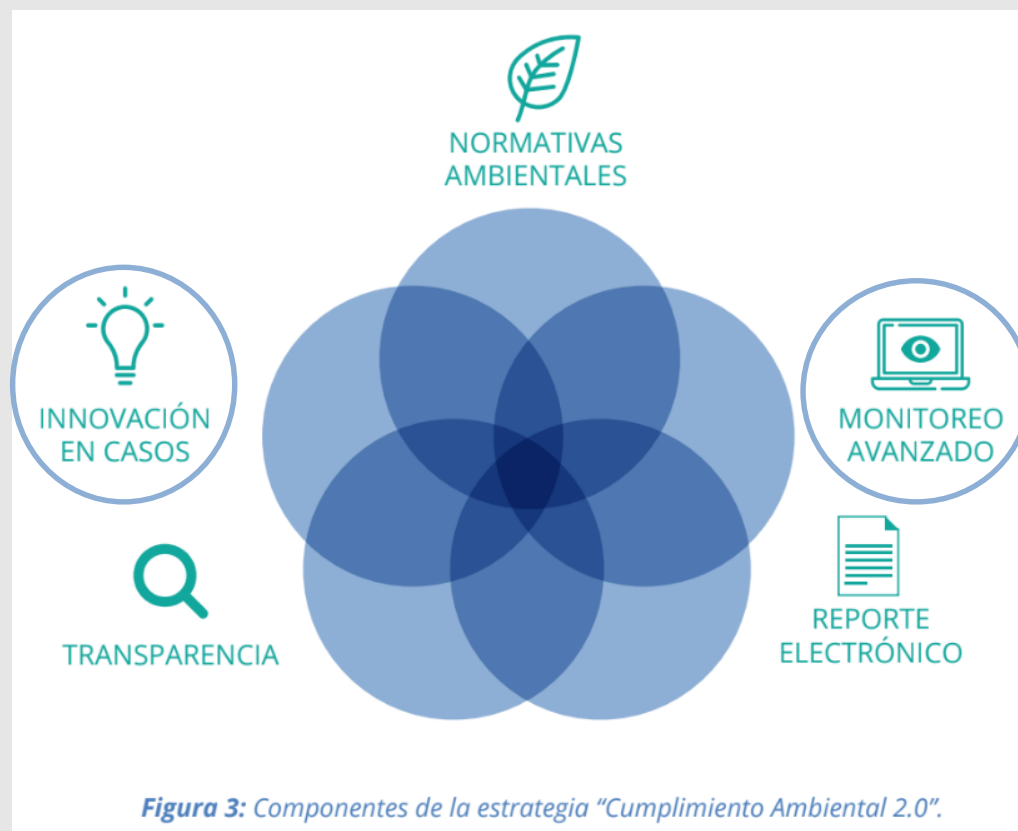 NORMATIVAS
AMBIENTALES
INNOVACIÓN
EN CASOS
MONITOREO
AVANZADO
TRANSPARENCIA
REPORTE
ELECTRÓNICO
Figura 3: Componentes de la estrategia “Cumplimiento Ambiental 2.0”.